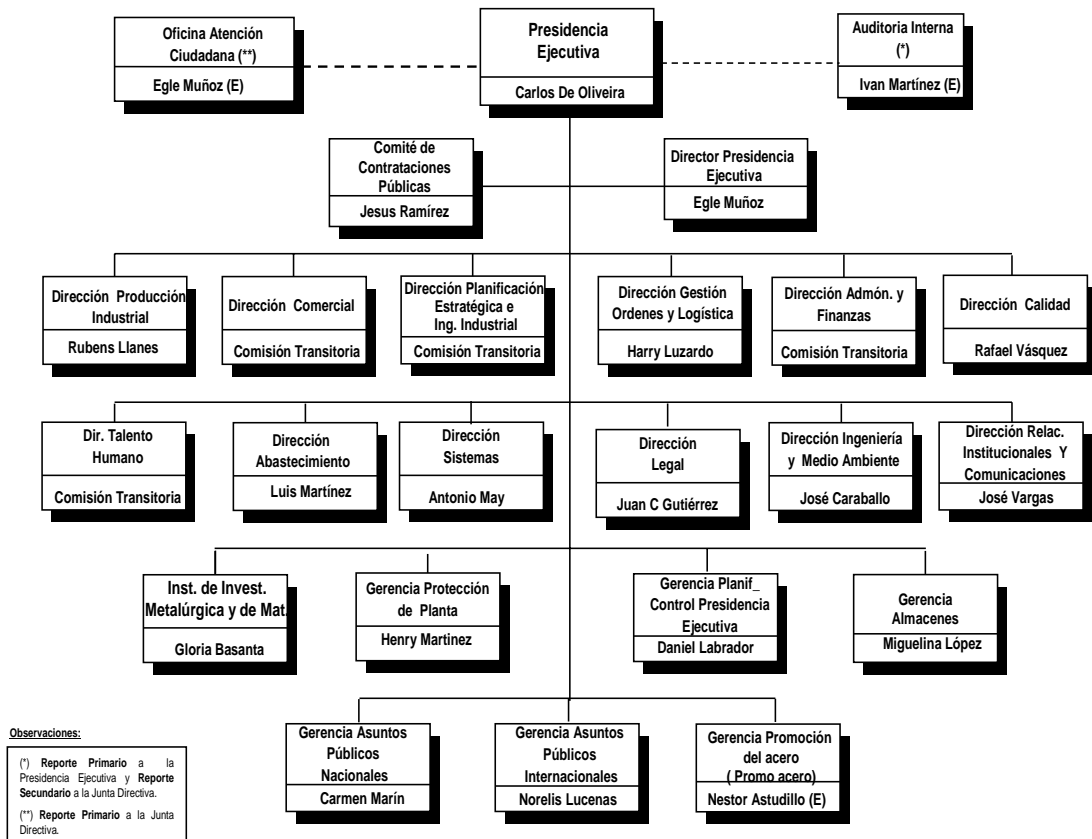 Oficina Atención
Ciudadana (**)
Egle Muñoz (E)
Presidencia
Ejecutiva
Carlos De Oliveira
Auditoria Interna
(*)
Ivan Martínez (E)
Comité de
Contrataciones
Públicas
Jesus Ramírez
Director Presidencia
Ejecutiva
Egle Muñoz
Dirección Producción
Industrial
Rubens Llanes
Dirección Comercial
Comisión Transitoria
Dirección Planificación
Estratégica e
Ing. Industrial
Comisión Transitoria
Dirección Gestión
Ordenes y Logística
Harry Luzardo
Dirección Admón. y
Finanzas
Comisión Transitoria
Dirección Calidad
Rafael Vásquez
Dir. Talento
Humano
Comisión Transitoria
Dirección
Abastecimiento
Luis Martínez
Dirección
Sistemas
Antonio May
Dirección
Legal
Juan C Gutiérrez
Dirección Ingeniería
y Medio Ambiente
José Caraballo
Dirección Relac.
Institucionales Y
Comunicaciones
José Vargas
Inst. de Invest.
Metalúrgica y de Mat.
Gloria Basanta
Gerencia Protección
de Planta
Henry Martinez
Gerencia Planif_
Control Presidencia
Ejecutiva
Daniel Labrador
Gerencia
Almacenes
Miguelina López
Gerencia Asuntos
Públicos
Nacionales
Carmen Marín
Gerencia Asuntos
Públicos
Internacionales
Norelis Lucenas
Gerencia Promoción
del acero
( Promo acero)
Nestor Astudillo (E)
Observaciones:
(*) Reporte Primario a la
Presidencia Ejecutiva y Reporte
Secundario a la Junta Directiva.
(**) Reporte Primario a la Junta
Directiva.